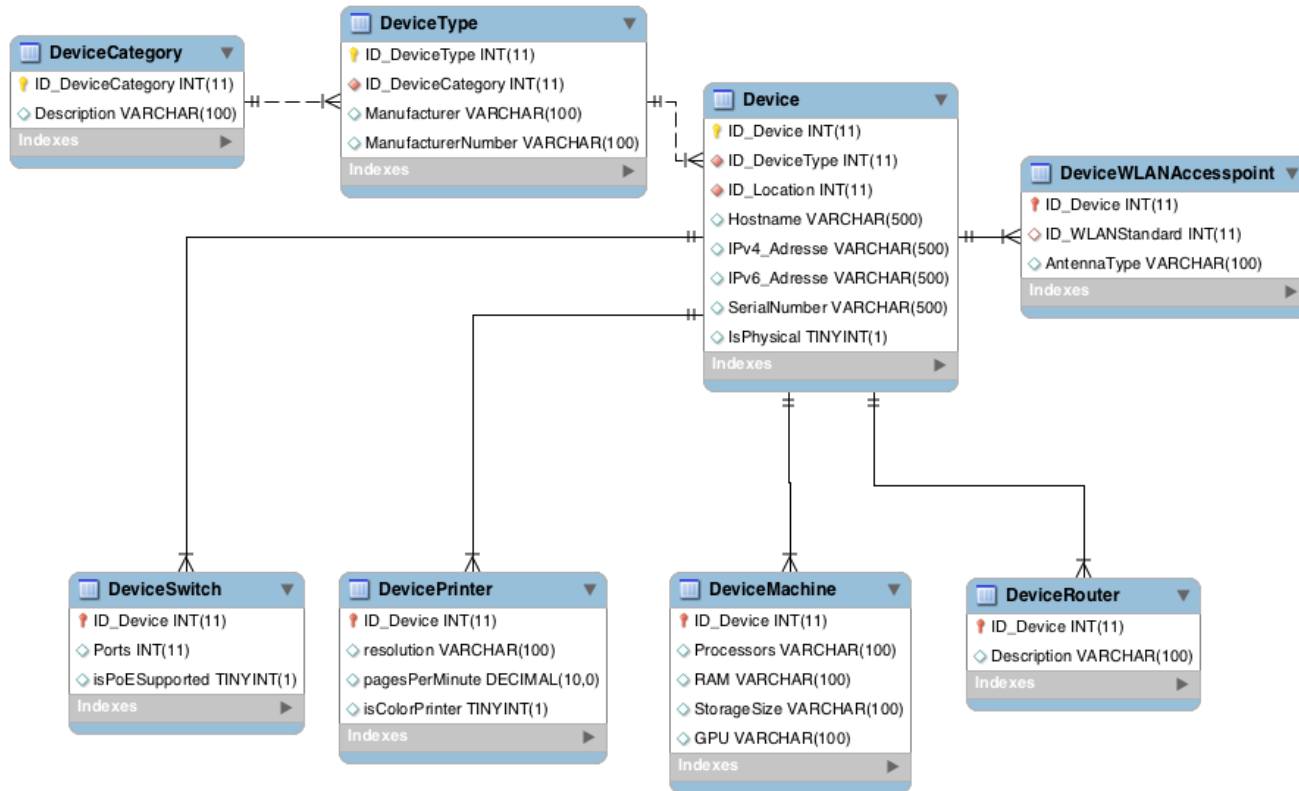 DeviceCategory
ID_DeviceCategory INT(11)
Description VARCHAR(100)
Indexes
DeviceType
ID_DeviceType INT(11)
ID_DeviceCategory INT(11)
Manufacturer VARCHAR(100)
ManufacturerNumber VARCHAR(100)
Indexes
Device
ID_Device INT(11)
ID_DeviceType INT(11)
ID_Location INT(11)
Hostname VARCHAR(500)
IPv4_Adresse VARCHAR(500)
IPv6_Adresse VARCHAR(500)
SerialNumber VARCHAR(500)
IsPhysical TINYINT(1)
Indexes
DeviceWLANAccesspoint
ID_Device INT(11)
ID_WLANStandard INT(11)
AntennaType VARCHAR(100)
Indexes
DeviceSwitch
ID_Device INT(11)
Ports INT(11)
isPoESupported TINYINT(1)
Indexes
DevicePrinter
ID_Device INT(11)
resolution VARCHAR(100)
pagesPerMinute DECIMAL(10,0)
isColorPrinter TINYINT(1)
Indexes
DeviceMachine
ID_Device INT(11)
Processors VARCHAR(100)
RAM VARCHAR(100)
StorageSize VARCHAR(100)
GPU VARCHAR(100)
Indexes
DeviceRouter
ID_Device INT(11)
Description VARCHAR(100)
Indexes